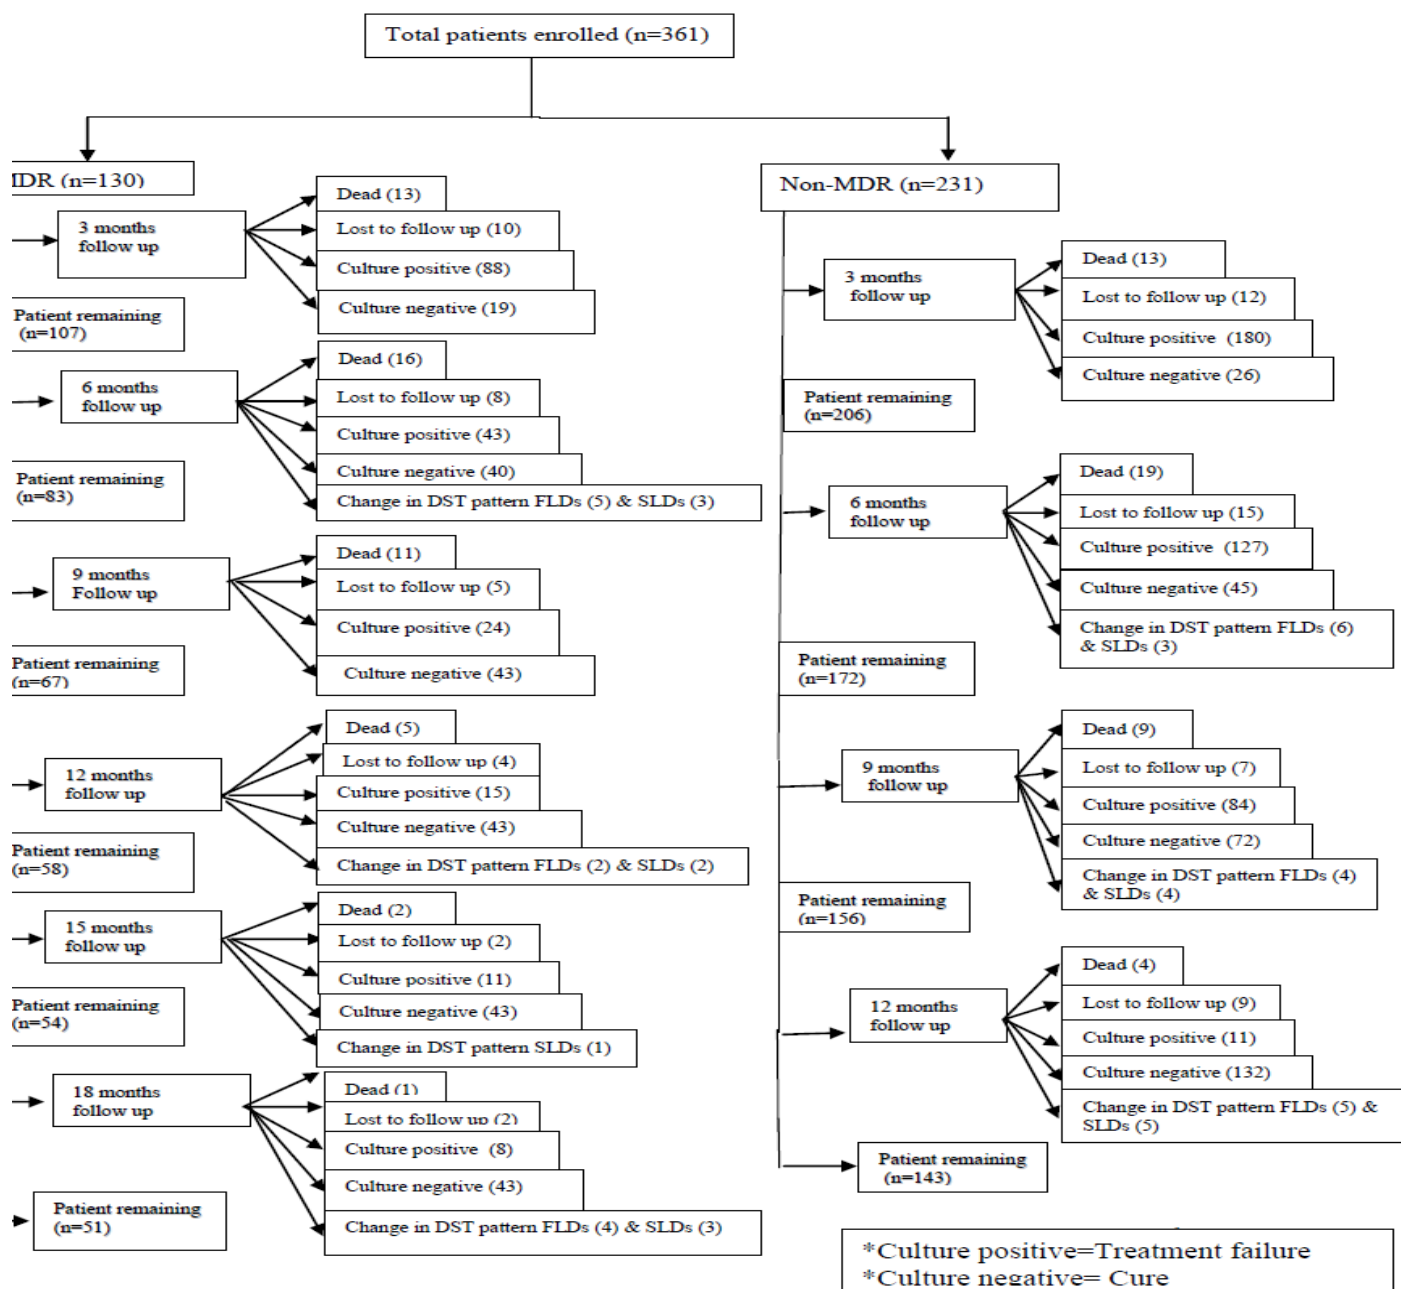 Total patients enrolled (n=361)
MDR (n=130)
3 months
follow up
Dead (13)
Lost to follow up (10)
Culture positive (88)
Culture negative (19)
Patient remaining
(n=107)
6 months
follow up
Dead (16)
Lost to follow up (8)
Culture positive (43)
Culture negative (40)
Change in DST pattern FLDs (5) & SLDs (3)
Patient remaining
(n=83)
9 months
Follow up
Dead (11)
Lost to follow up (5)
Culture positive (24)
Culture negative (43)
Patient remaining
(n=67)
12 months
follow up
Dead (5)
Lost to follow up (4)
Culture positive (15)
Culture negative (43)
Change in DST pattern FLDs (2) & SLDs (2)
Patient remaining
(n=58)
15 months
follow up
Dead (2)
Lost to follow up (2)
Culture positive (11)
Culture negative (43)
Change in DST pattern SLDs (1)
Patient remaining
(n=54)
18 months
follow up
Dead (1)
Lost to follow up (2)
Culture positive (8)
Culture negative (43)
Change in DST pattern FLDs (4) & SLDs (3)
Patient remaining
(n=51)
Non-MDR (n=231)
3 months
follow up
Dead (13)
Lost to follow up (12)
Culture positive (180)
Culture negative (26)
Patient remaining
(n=206)
6 months
follow up
Dead (19)
Lost to follow up (15)
Culture positive (127)
Culture negative (45)
Change in DST pattern FLDs (6)
& SLDs (3)
Patient remaining
(n=172)
9 months
follow up
Dead (9)
Lost to follow up (7)
Culture positive (84)
Culture negative (72)
Change in DST pattern FLDs (4)
& SLDs (4)
Patient remaining
(n=156)
12 months
follow up
Dead (4)
Lost to follow up (9)
Culture positive (11)
Culture negative (132)
Change in DST pattern FLDs (5) &
SLDs (5)
Patient remaining
(n=143)
*Culture positive=Treatment failure
*Culture negative= Cure